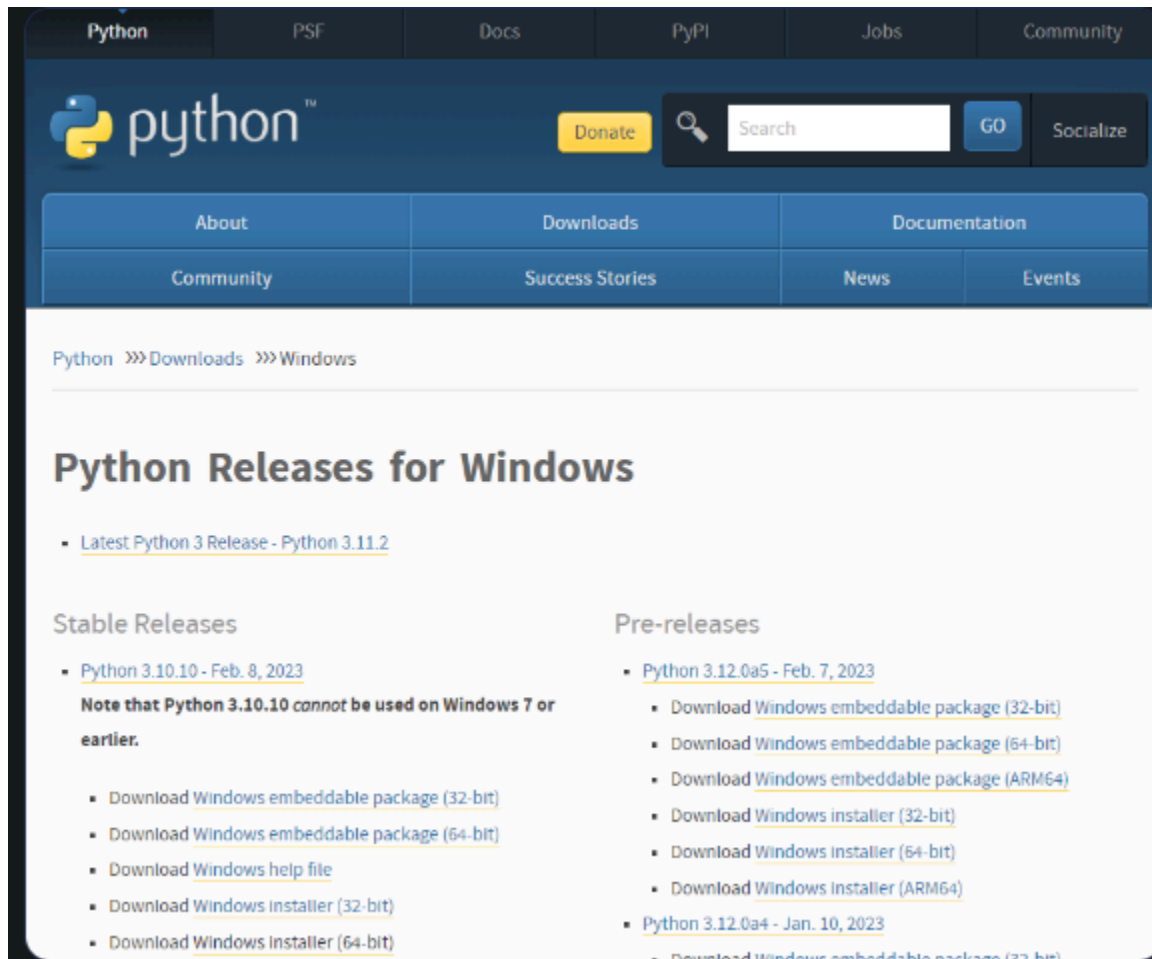 Python PSF Docs PyPI Jobs Community
python™
Donate Search GO Socialize
About Downloads Documentation
Community Success Stories News Events
Python >>> Downloads >>> Windows
Python Releases for Windows
Latest Python 3 Release - Python 3.11.2
Stable Releases
Python 3.10.10 - Feb. 8, 2023
Note that Python 3.10.10 cannot be used on Windows 7 or
earlier.
Download Windows embeddable package (32-bit)
Download Windows embeddable package (64-bit)
Download Windows help file
Download Windows installer (32-bit)
Download Windows installer (64-bit)
Pre-releases
Python 3.12.0a5 - Feb. 7, 2023
Download Windows embeddable package (32-bit)
Download Windows embeddable package (64-bit)
Download Windows embeddable package (ARM64)
Download Windows installer (32-bit)
Download Windows installer (64-bit)
Download Windows installer (ARM64)
Python 3.12.0a4 - Jan. 10, 2023
Download Windows embeddable package (32-bit)